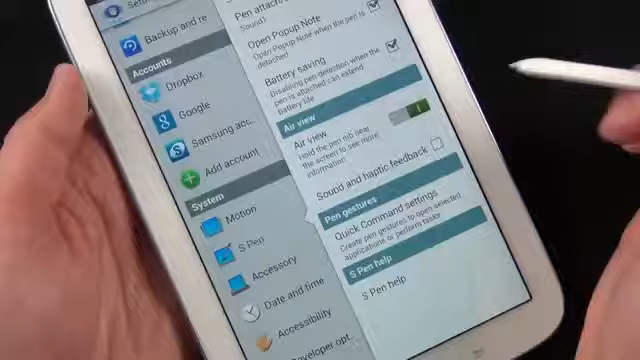 Backup and re
Accounts
Dropbox
Google
Samsung acc..
Add account
System
Motion
S Pen
Accessory
Date and time
Accessibility
Developer opt..
Pen attac
Sound)
Open Popup Note
Open Popup Note when the pen is
detached
Battery saving
Disabling pen detection when the
pen is attached can extend
battery life
Air view
Air view
Hold the pen nib near
the screen to see more
information
Sound and haptic feedback
Pen gestures
Quick Command settings
Create pen gestures to open selected
applications or perform tasks
S Pen help
S Pen help